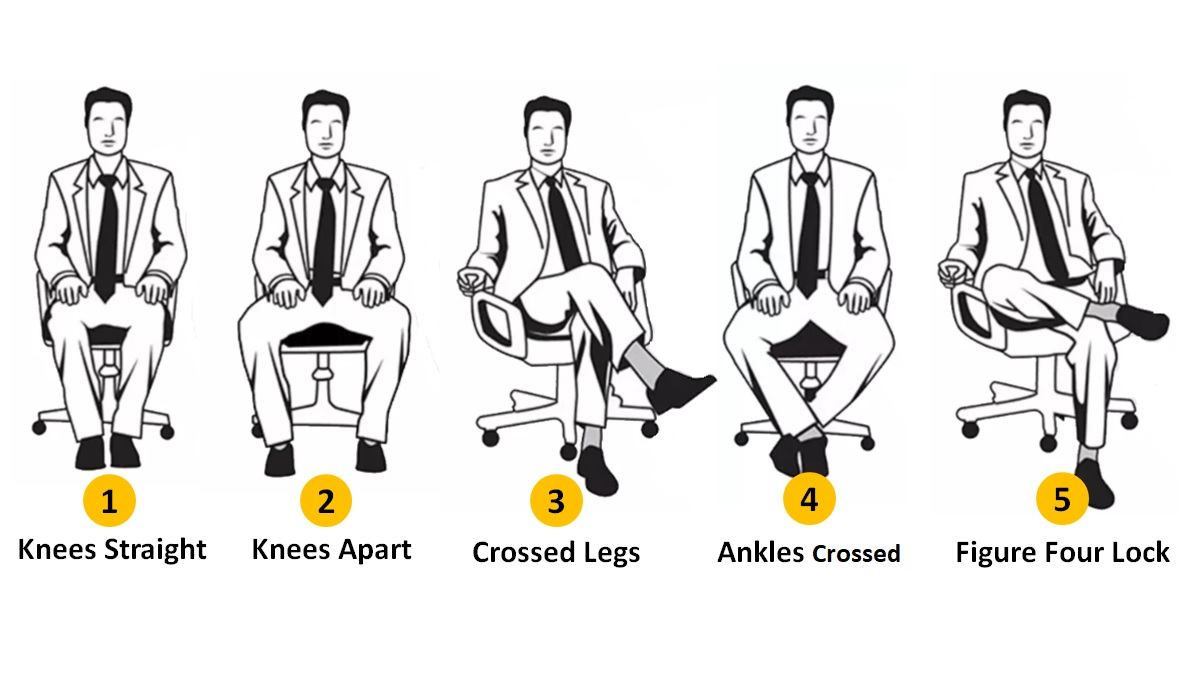 1
Knees Straight
2
Knees Apart
3
Crossed Legs
4
Ankles Crossed
5
Figure Four Lock